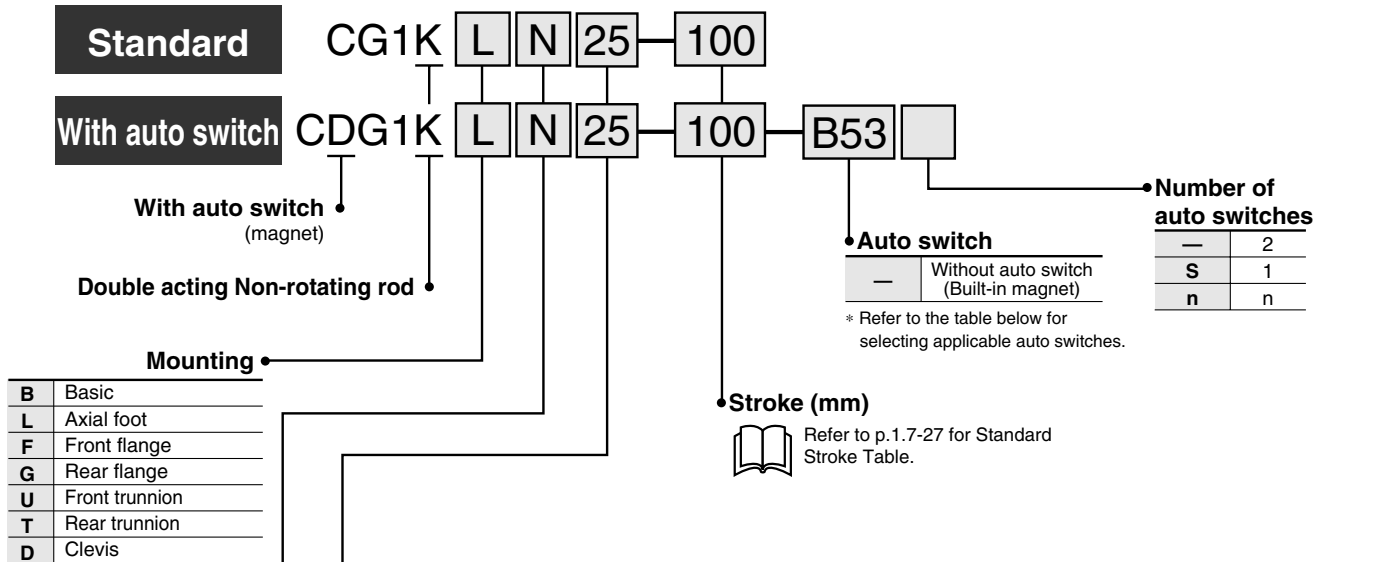 Standard CG1K L N 25 — 100
With auto switch CDG1K L N 25 — 100 — B53
With auto switch
(magnet)
Double acting Non-rotating rod
Mounting
B Basic
L Axial foot
F Front flange
G Rear flange
U Front trunnion
T Rear trunnion
D Clevis
Stroke (mm)
Refer to p.1.7-27 for Standard
Stroke Table.
Auto switch
— Without auto switch
(Built-in magnet)
* Refer to the table below for
selecting applicable auto switches.
Number of
auto switches
— 2
S 1
n n